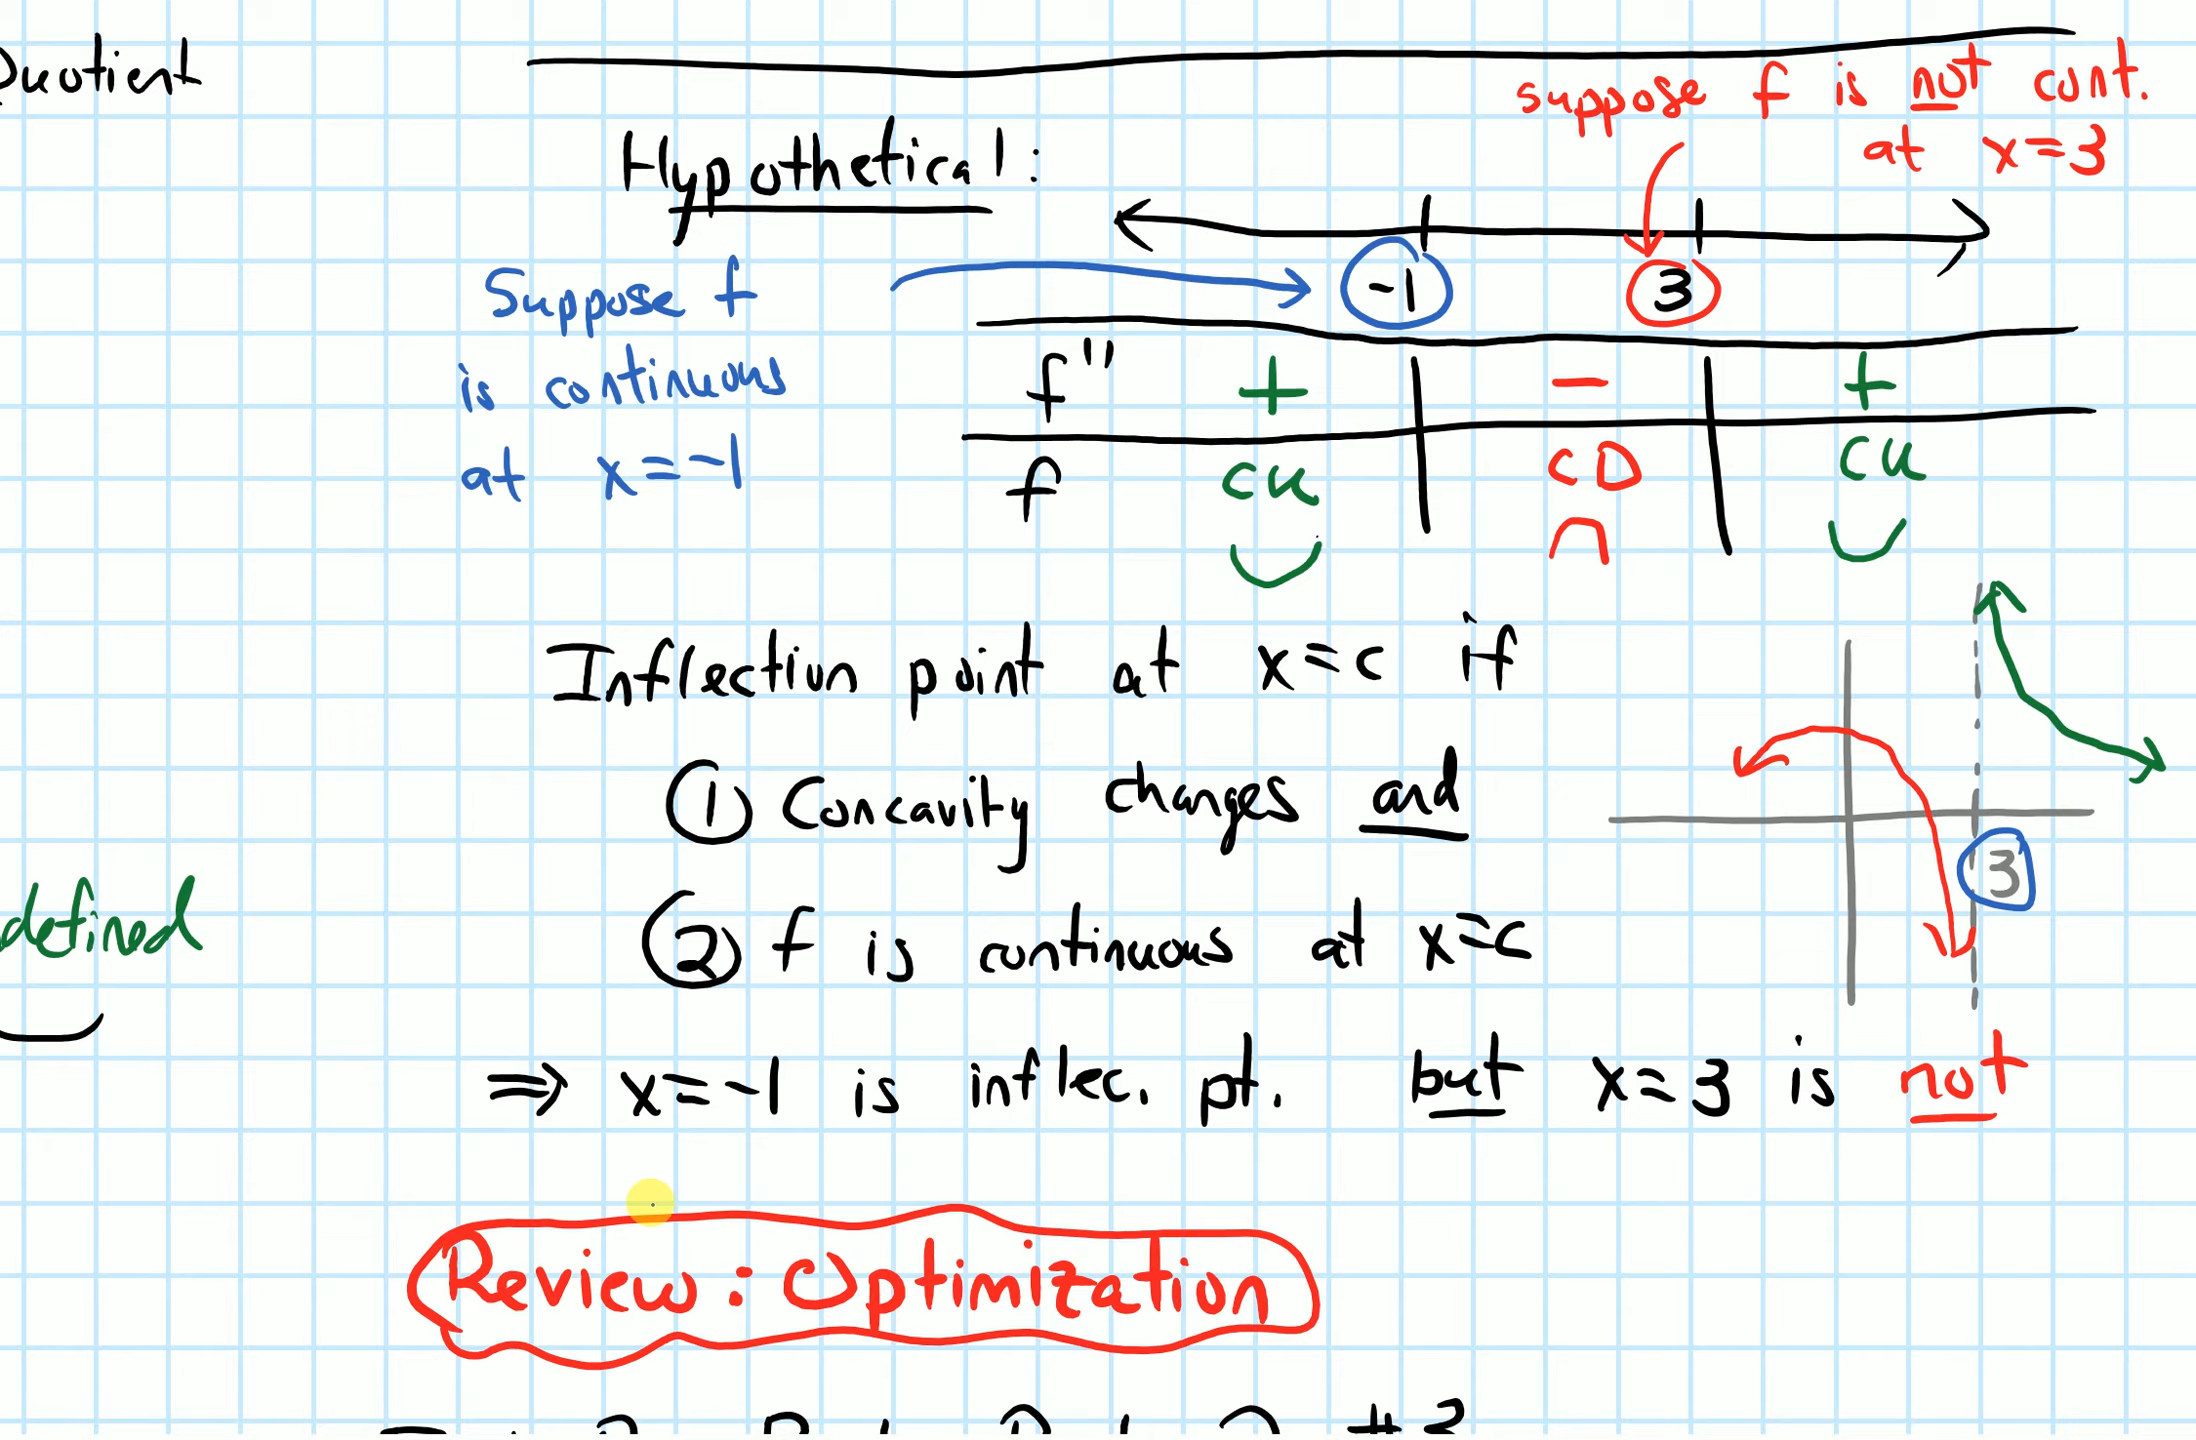 Quotient
suppose f is not cont.
at x=3
Hypothetical:
-1 3
Suppose f
is continuous
at x=-1
f'' + - +
f CU CD CU
Inflection point at x=c if
① Concavity changes and
② f is continuous at x=c
3
defined
⇒ x=-1 is inflec. pt. but x=3 is not
Review: Optimization
#3